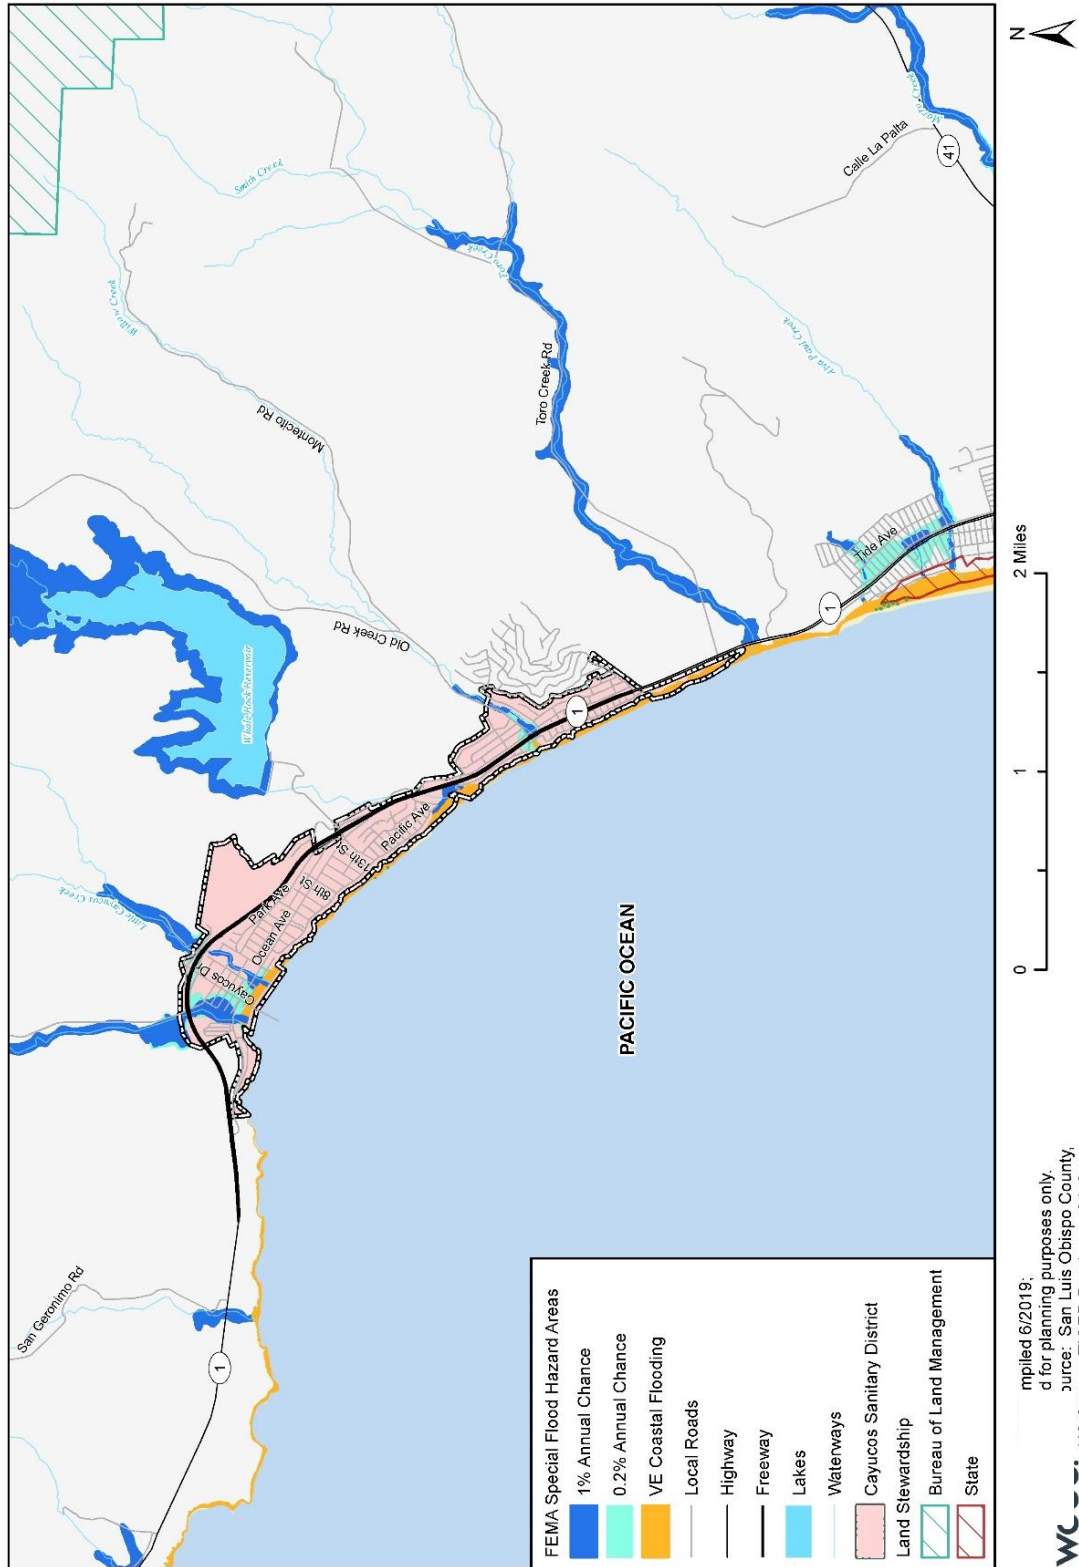 FEMA Special Flood Hazard Areas
1% Annual Chance
0.2% Annual Chance
VE Coastal Flooding
Local Roads
Highway
Freeway
Lakes
Waterways
Cayucos Sanitary District
Land Stewardship
Bureau of Land Management
State
San Geronimo Rd
1
Little Cayucos Creek
Cayucos Dr
Park Ave
Ocean Ave
8th St
13th St
Pacific Ave
Whale Rock Reservoir
Old Creek Rd
Montecito Rd
Willow Creek
Smith Creek
Toro Creek
Toro Creek Rd
1
1
Tide Ave
Alva Paul Creek
Calle La Palta
41
Morro Creek
PACIFIC OCEAN
0
1
2 Miles
N
mpiled 6/2019;
d for planning purposes only.
ource: San Luis Obispo County,